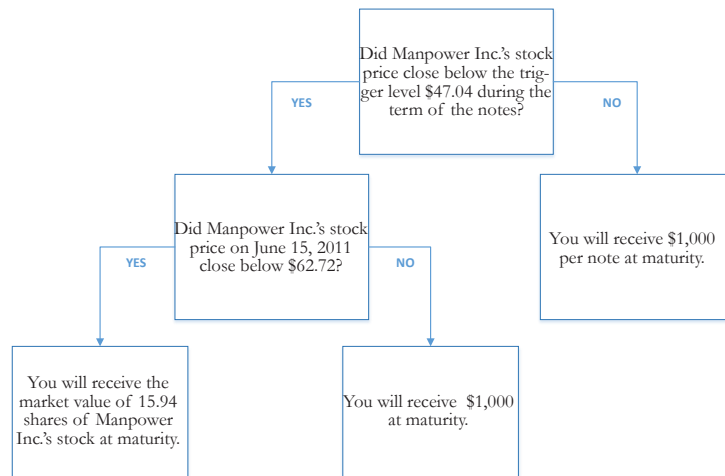 Did Manpower Inc.'s stock
price close below the trig-
ger level $47.04 during the
term of the notes?
YES
NO
Did Manpower Inc.'s stock
price on June 15, 2011
close below $62.72?
You will receive $1,000
per note at maturity.
YES
NO
You will receive the
market value of 15.94
shares of Manpower
Inc.'s stock at maturity.
You will receive $1,000
at maturity.